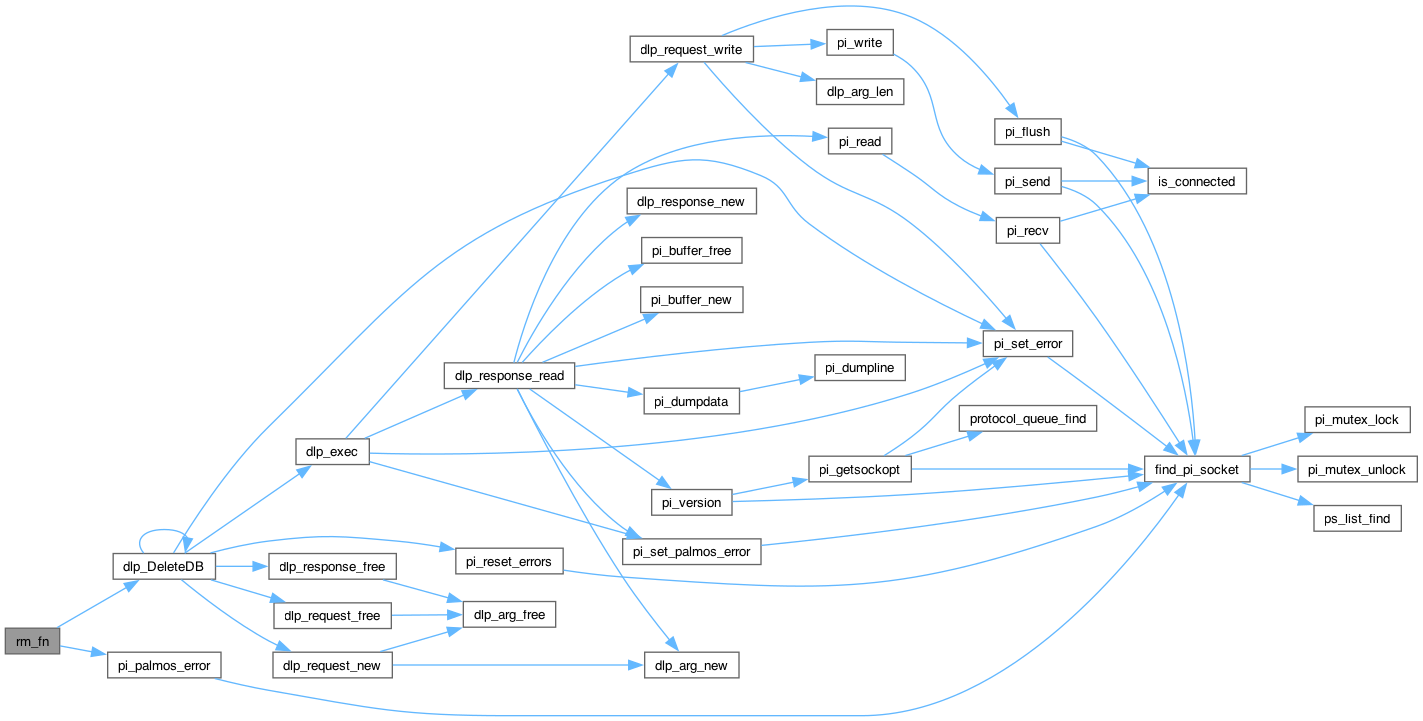 dlp_request_write
pi_write
dlp_arg_len
pi_flush
pi_read
pi_send
is_connected
dlp_response_new
pi_recv
pi_buffer_free
pi_buffer_new
pi_set_error
dlp_response_read
pi_dumpline
pi_dumpdata
protocol_queue_find
pi_mutex_lock
dlp_exec
pi_getsockopt
find_pi_socket
pi_mutex_unlock
pi_version
ps_list_find
pi_set_palmos_error
dlp_DeleteDB
pi_reset_errors
dlp_response_free
dlp_request_free
dlp_arg_free
rm_fn
pi_palmos_error
dlp_request_new
dlp_arg_new